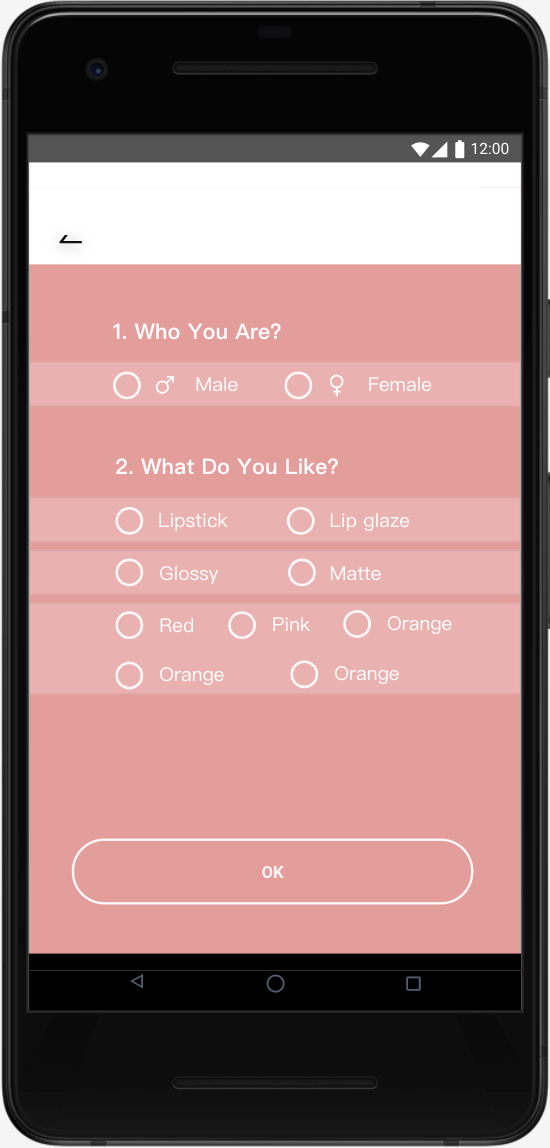 12:00
1. Who You Are?
Male Female
2. What Do You Like?
Lipstick Lip glaze
Glossy Matte
Red Pink Orange
Orange Orange
OK